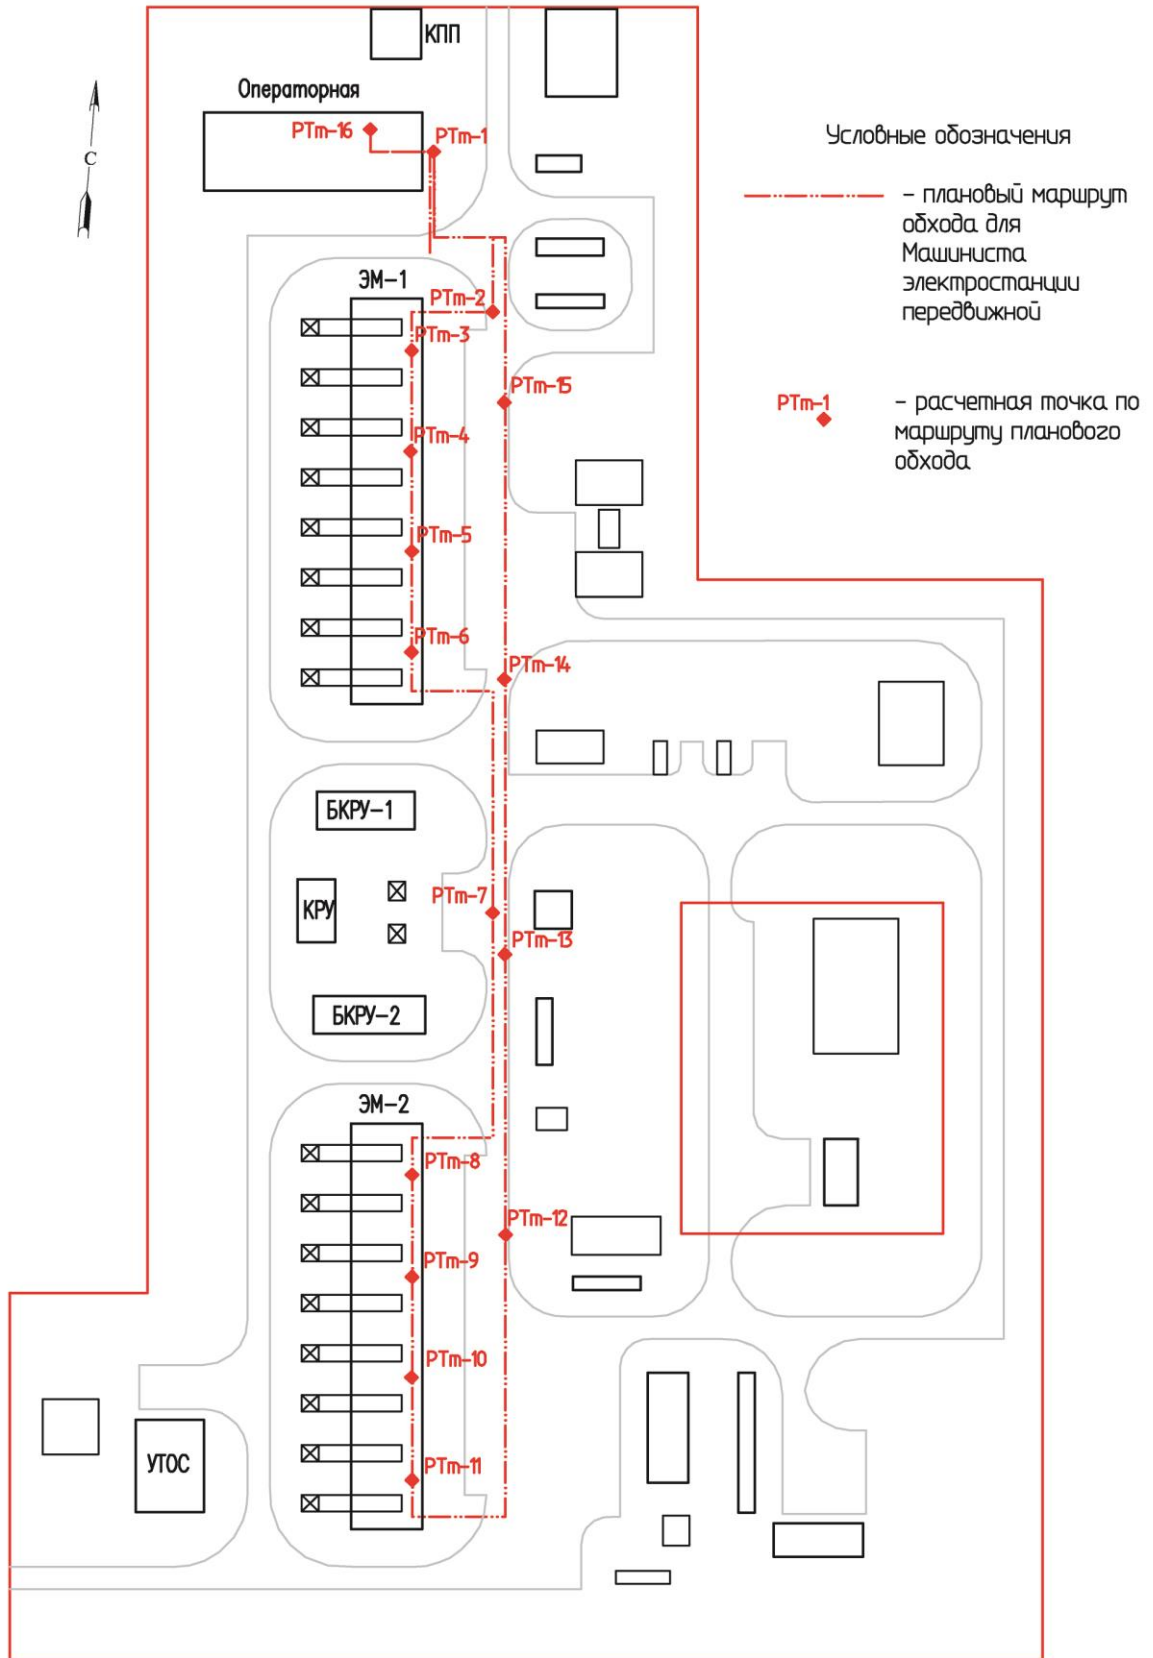 КПП
Операторная
РТт-16
РТт-1
С
Условные обозначения
- плановый маршрут
обхода для
Машиниста
электростанции
передвижной
РТт-1
- расчетная точка по
маршруту планового
обхода
ЭМ-1
РТт-2
РТт-3
РТт-15
РТт-4
РТт-5
РТт-6
РТт-14
БКРУ-1
КРУ
РТт-7
РТт-13
БКРУ-2
ЭМ-2
РТт-8
РТт-12
РТт-9
РТт-10
РТт-11
УТОС